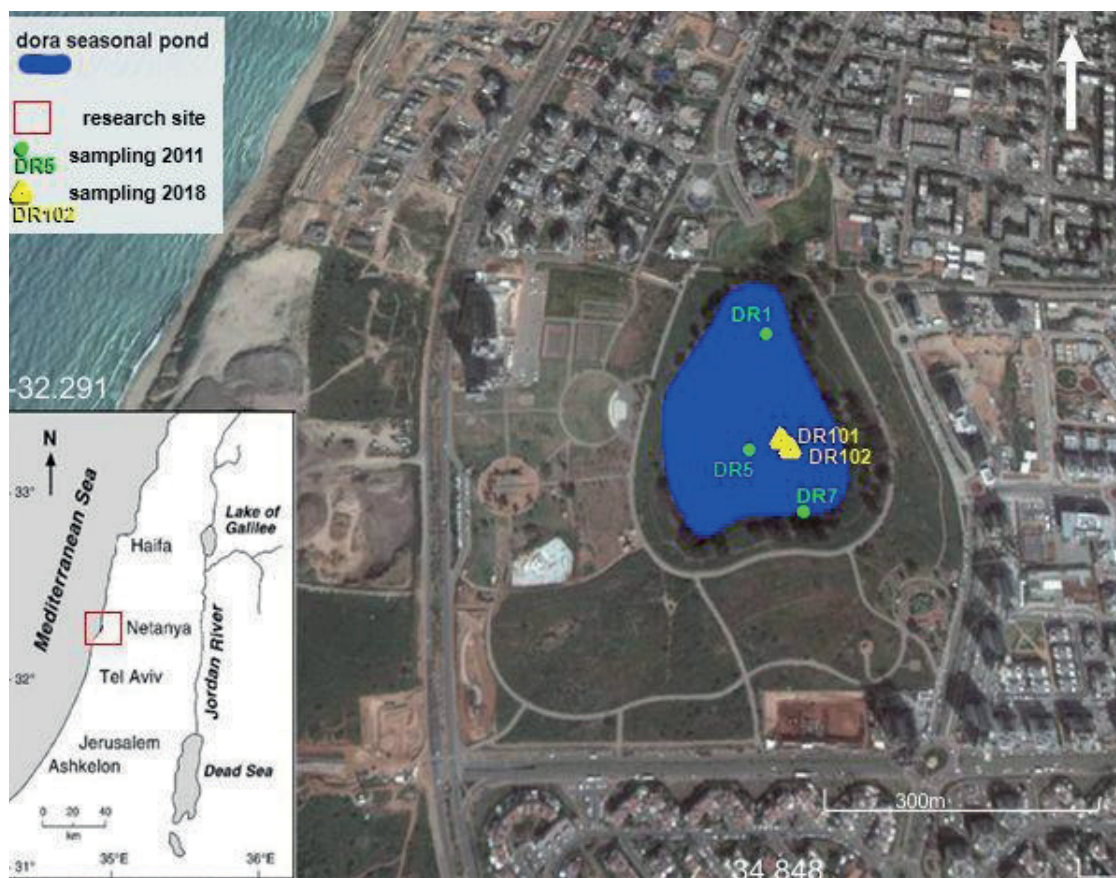 dora seasonal pond
research site
sampling 2011
DR5
sampling 2018
DR102
DR1
DR101
DR102
DR5
DR7
-32.291
N
Mediterranean Sea
33°
Lake of
Galilee
Haifa
Netanya
Jordan River
32°
Tel Aviv
Jerusalem
Ashkelon
Dead Sea
0 20 40
km
31°
35°E
36°E
300m
34.848